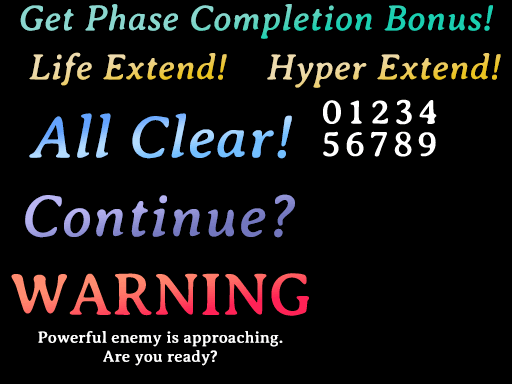 Get Phase Completion Bonus!
Life Extend! Hyper Extend!
All Clear!
01234
56789
Continue?
WARNING
Powerful enemy is approaching.
Are you ready?